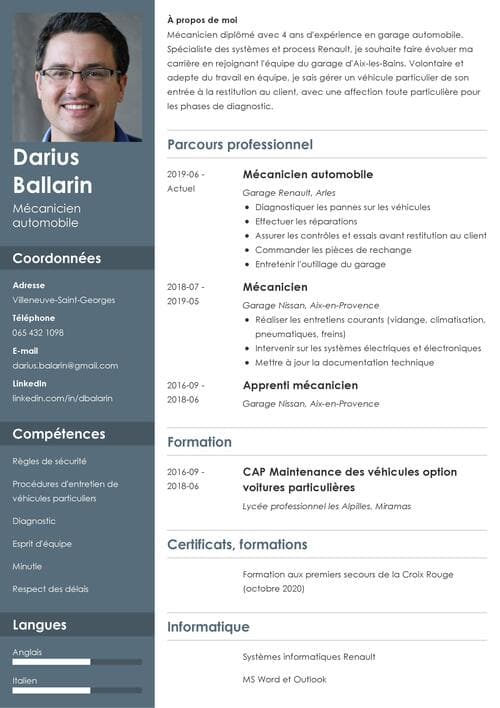 Darius
Ballarin
Mécanicien
automobile
Coordonnées
Adresse
Villeneuve-Saint-Georges
Téléphone
065 432 1098
E-mail
darius.balarin@gmail.com
Linkedin
linkedin.com/in/dbalarin
Compétences
Règles de sécurité
Procédures d'entretien de
véhicules particuliers
Diagnostic
Esprit d'équipe
Minutie
Respect des délais
Langues
Anglais
Italien
À propos de moi
Mécanicien diplômé avec 4 ans d'expérience en garage automobile.
Spécialiste des systèmes et process Renault, je souhaite faire évoluer ma
carrière en rejoignant l'équipe du garage d'Aix-les-Bains. Volontaire et
adepte du travail en équipe, je sais gérer un véhicule particulier de son
entrée à la restitution au client, avec une affection toute particulière pour
les phases de diagnostic.
Parcours professionnel
2019-06 -
Actuel
Mécanicien automobile
Garage Renault, Arles
• Diagnostiquer les pannes sur les véhicules
• Effectuer les réparations
• Assurer les contrôles et essais avant restitution au client
• Commander les pièces de rechange
• Entretenir l'outillage du garage
2018-07 -
2019-05
Mécanicien
Garage Nissan, Aix-en-Provence
• Réaliser les entretiens courants (vidange, climatisation,
pneumatiques, freins)
• Intervenir sur les systèmes électriques et électroniques
• Mettre à jour la documentation technique
2016-09 -
2018-06
Apprenti mécanicien
Garage Nissan, Aix-en-Provence
Formation
2016-09 -
2018-06
CAP Maintenance des véhicules option
voitures particulières
Lycée professionnel les Alpilles, Miramas
Certificats, formations
Formation aux premiers secours de la Croix Rouge
(octobre 2020)
Informatique
Systèmes informatiques Renault
MS Word et Outlook